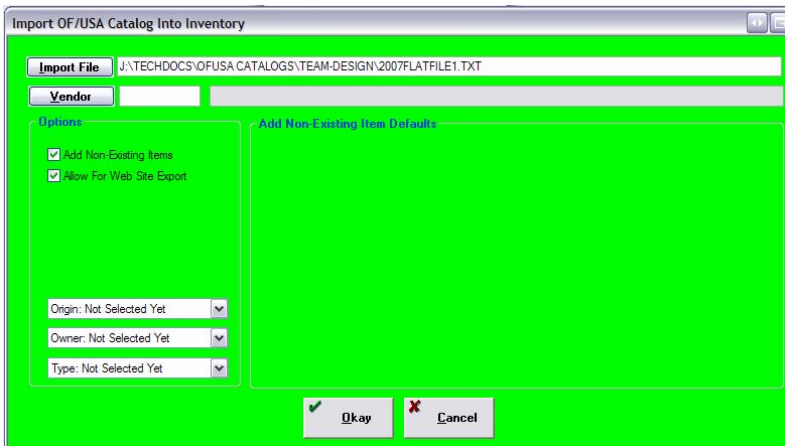 Import OF/USA Catalog Into Inventory
Import File J:\TECHDOCS\OFUSA CATALOGS\TEAM-DESIGN\2007FLATFILE1.TXT
Vendor
Options
Add Non-Existing Items
Allow For Web Site Export
Origin: Not Selected Yet
Owner: Not Selected Yet
Type: Not Selected Yet
Add Non-Existing Item Defaults
Okay
Cancel